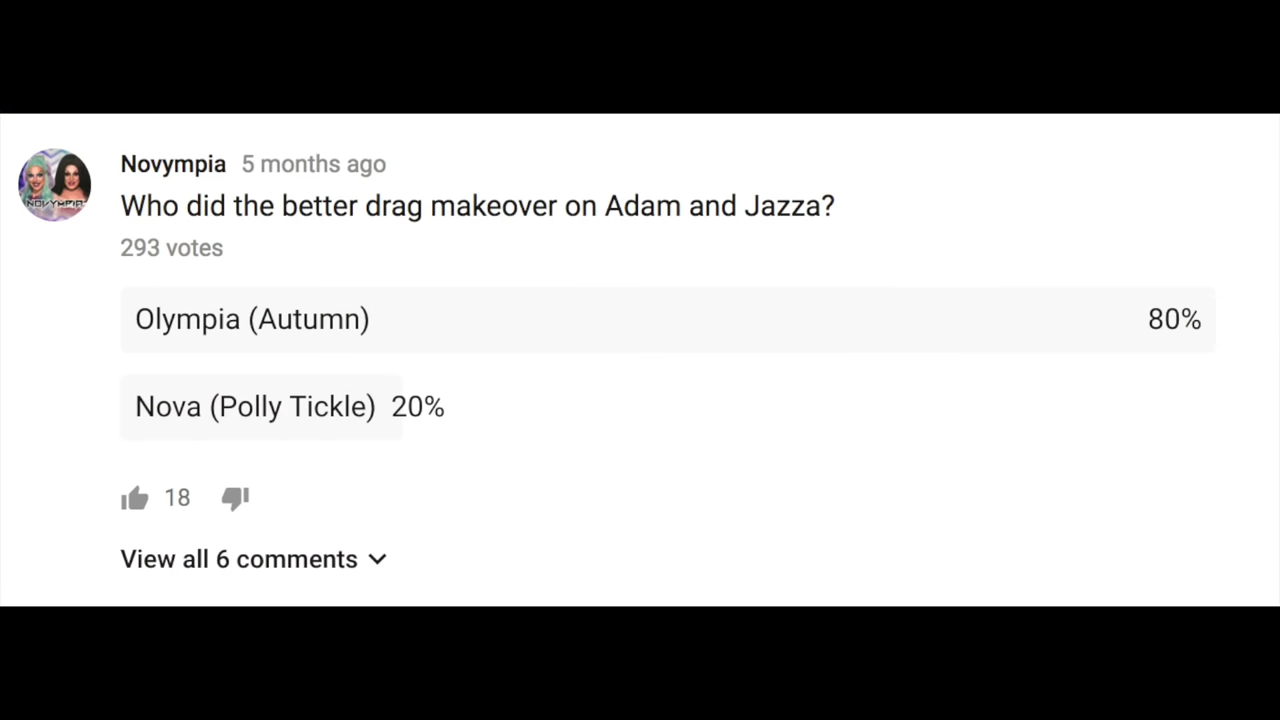 Novympia 5 months ago
Who did the better drag makeover on Adam and Jazza?
293 votes
Olympia (Autumn) 80%
Nova (Polly Tickle) 20%
18
View all 6 comments
NOVYMPIA